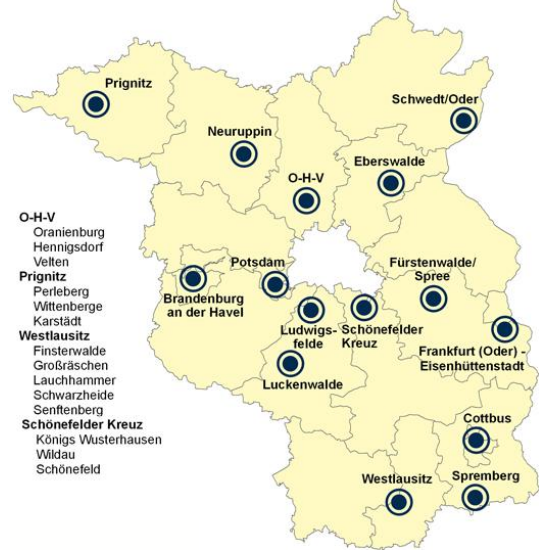 Prignitz
Schwedt/Oder
Neuruppin
Eberswalde
O-H-V
O-H-V
Oranienburg
Hennigsdorf
Velten
Prignitz
Perleberg
Wittenberge
Karstädt
Westlausitz
Finsterwalde
Großräschen
Lauchhammer
Schwarzheide
Senftenberg
Schönefelder Kreuz
Königs Wusterhausen
Wildau
Schönefeld
Potsdam
Fürstenwalde/
Spree
Brandenburg
an der Havel
Ludwigs-
felde
Schönefelder
Kreuz
Frankfurt (Oder) -
Eisenhüttenstadt
Luckenwalde
Cottbus
Westlausitz
Spremberg